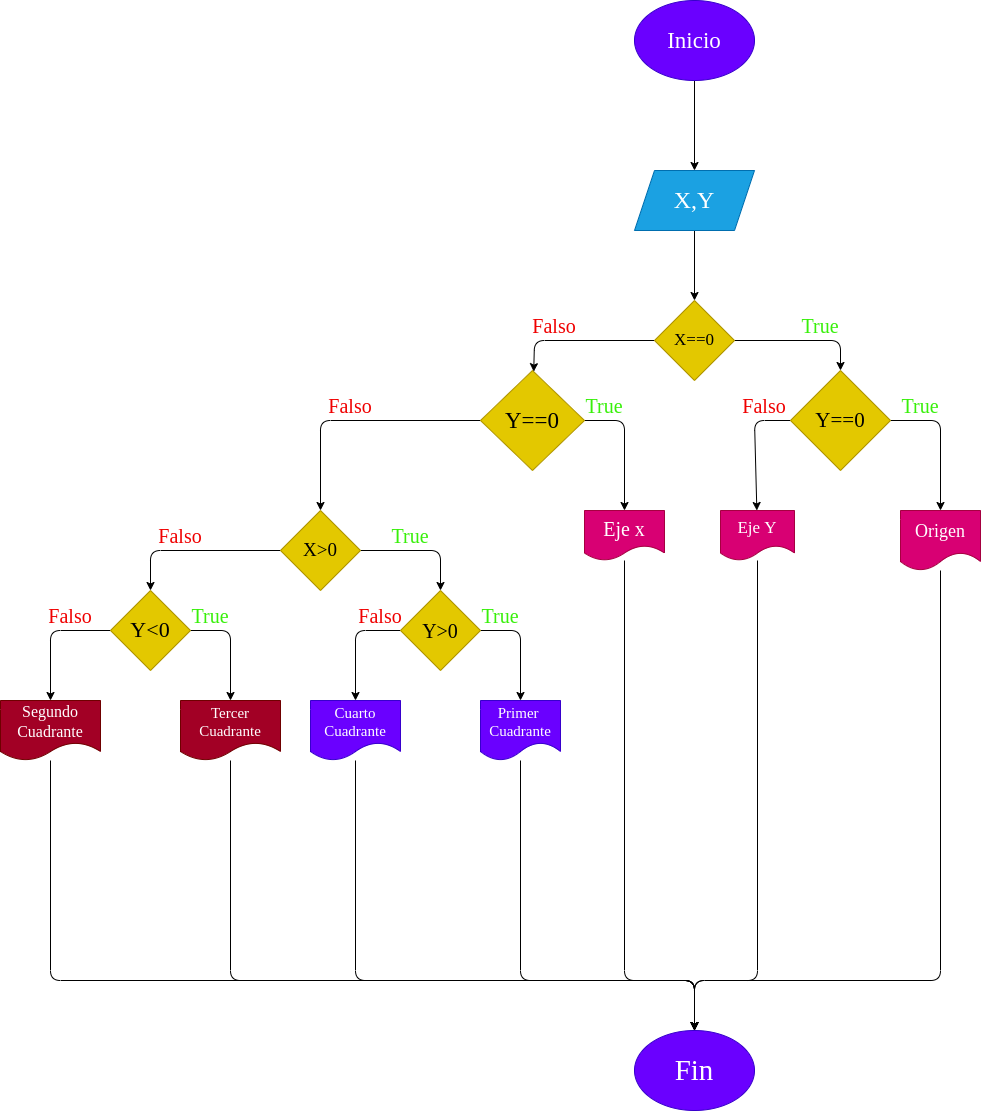 Inicio
X,Y
Falso
True
X==0
Falso
True
Falso
True
Y==0
Y==0
Falso
True
Eje x
Eje Y
Origen
X>0
Falso
True
Falso
True
Y<0
Y>0
Segundo
Cuadrante
Tercer
Cuadrante
Cuarto
Cuadrante
Primer
Cuadrante
Fin